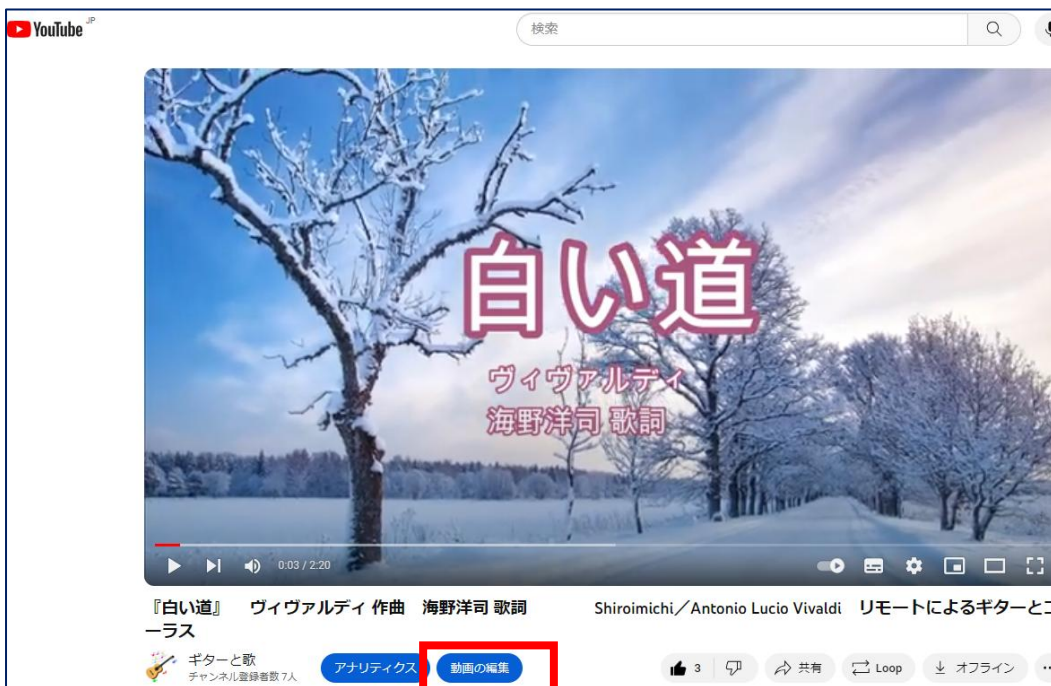 YouTube JP
検索
白い道
ヴィヴァルディ
海野洋司 歌詞
0:03 / 2:20
『白い道』　ヴィヴァルディ 作曲　海野洋司 歌詞　　　Shiroimichi／Antonio Lucio Vivaldi　リモートによるギターとコ
ーラス
ギターと歌
チャンネル登録者数 7人
アナリティクス
動画の編集
3
共有
Loop
オフライン